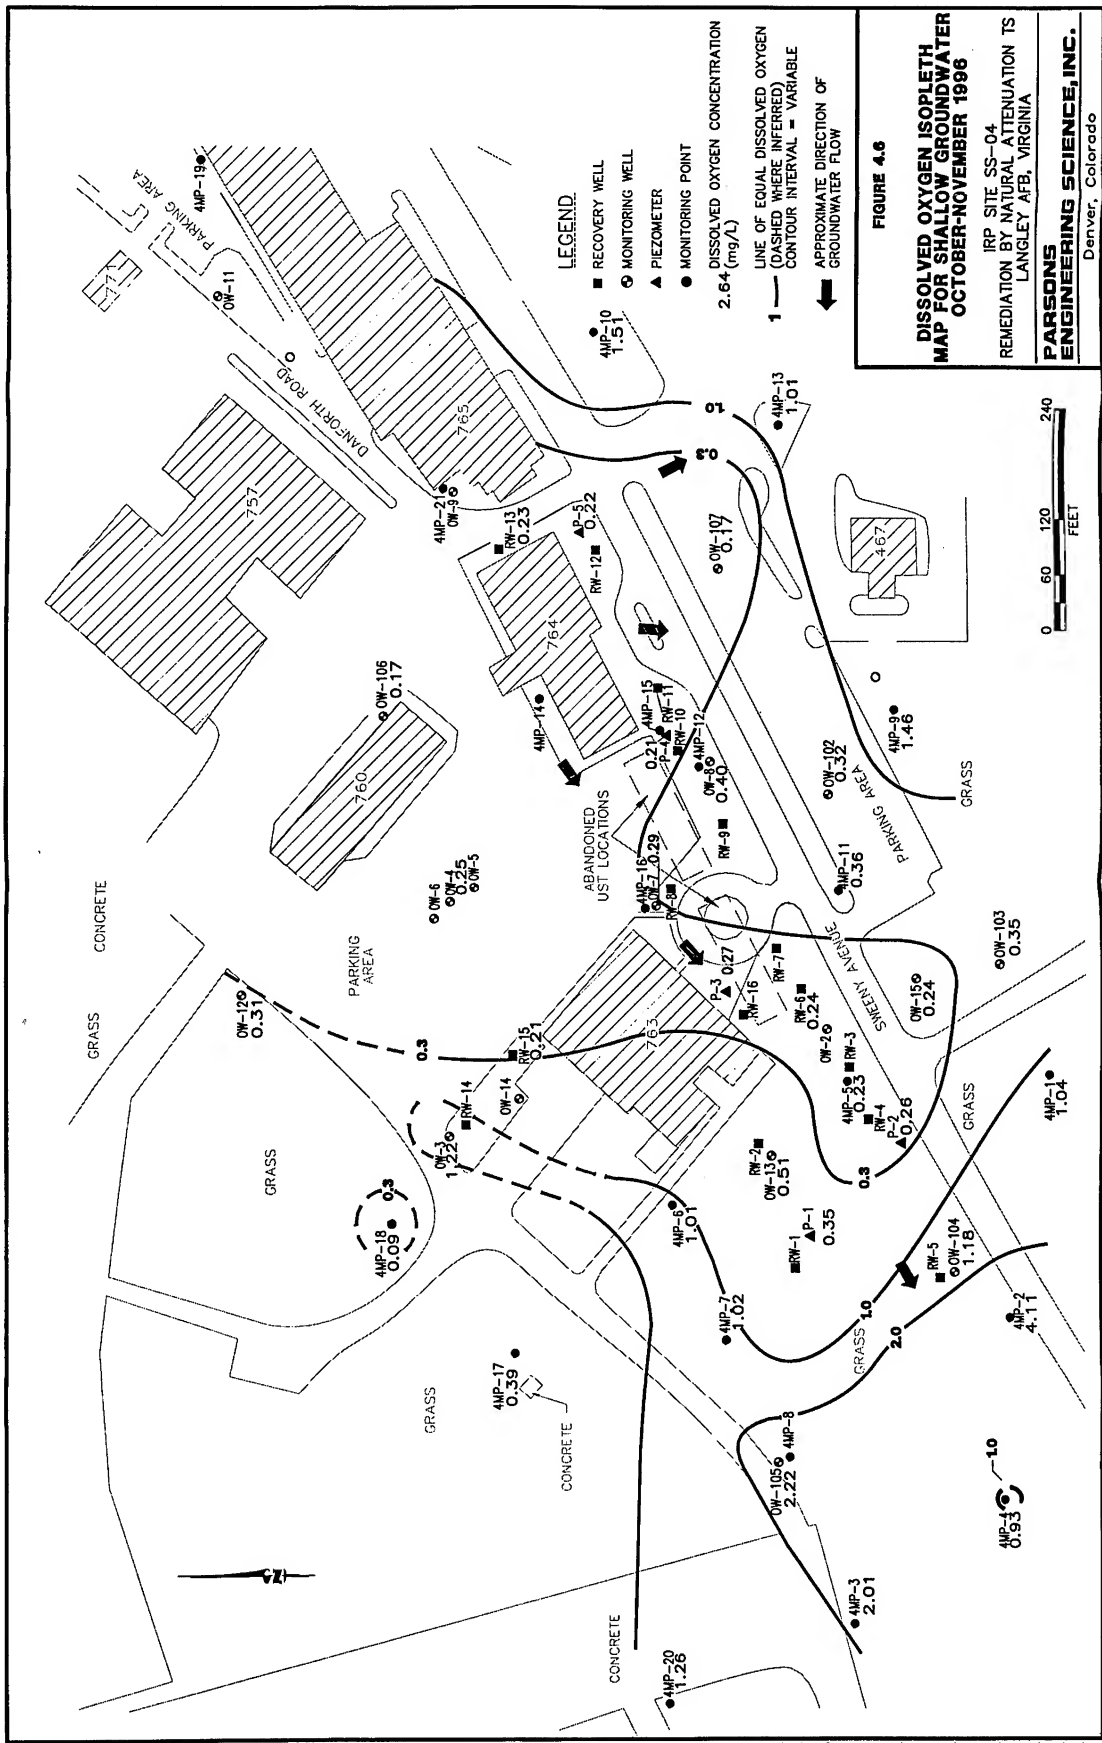 4MP-19
PARKING AREA
OW-11
DANFORTH ROAD
757
765
4MP-21
OW-9
RW-13
0.23
P-5
0.22
RW-12
764
4MP-14
OW-106
0.17
760
OW-6
OW-4
0.25
OW-5
CONCRETE
GRASS
PARKING
AREA
OW-12
0.31
0.3
ABANDONED
UST LOCATIONS
4MP-15
RW-11
0.21
P-4
RW-10
4MP-12
OW-8
0.40
RW-9
4MP-16
OW-7
0.29
RW-8
P-3
0.27
RW-16
RW-7
RW-6
0.24
OW-2
RW-3
4MP-5
0.23
RW-4
P-2
0.26
0.3
SWEENY AVENUE
OW-15
0.24
OW-103
0.35
4MP-11
0.36
OW-102
0.32
PARKING AREA
4MP-9
1.46
GRASS
OW-107
0.17
467
4MP-13
1.01
4MP-10
1.51
1.0
0.3
763
RW-15
0.21
OW-14
RW-14
OW-3
1.22
GRASS
0.3
4MP-18
0.09
RW-2
OW-13
0.51
P-1
0.35
RW-1
4MP-6
1.01
4MP-7
1.02
GRASS
1.0
2.0
RW-5
OW-104
1.18
GRASS
4MP-1
1.04
4MP-2
4.11
4MP-17
0.39
GRASS
CONCRETE
OW-105
2.22
4MP-8
4MP-4
0.93
1.0
4MP-3
2.01
CONCRETE
4MP-20
1.26
N
LEGEND
RECOVERY WELL
MONITORING WELL
PIEZOMETER
MONITORING POINT
2.64 DISSOLVED OXYGEN CONCENTRATION
(mg/L)
1 LINE OF EQUAL DISSOLVED OXYGEN
(DASHED WHERE INFERRED)
CONTOUR INTERVAL = VARIABLE
APPROXIMATE DIRECTION OF
GROUNDWATER FLOW
0 60 120 240
FEET
FIGURE 4.6
DISSOLVED OXYGEN ISOPLETH
MAP FOR SHALLOW GROUNDWATER
OCTOBER-NOVEMBER 1996
IRP SITE SS-04
REMEDIATION BY NATURAL ATTENUATION TS
LANGLEY AFB, VIRGINIA
PARSONS
ENGINEERING SCIENCE, INC.
Denver, Colorado